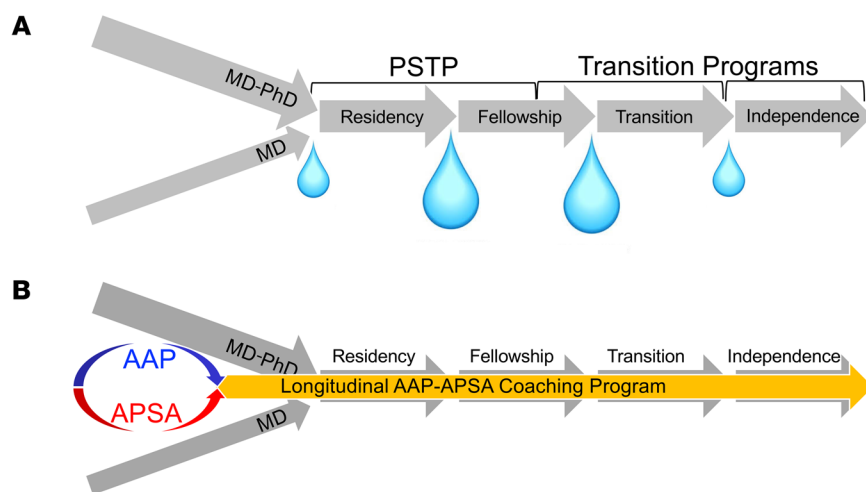 A
MD-PhD
MD
PSTP
Transition Programs
Residency
Fellowship
Transition
Independence
B
AAP
APSA
MD-PhD
MD
Residency
Fellowship
Transition
Independence
Longitudinal AAP-APSA Coaching Program